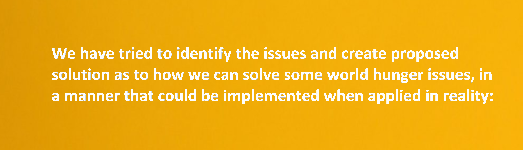 We have tried to identify the issues and create proposed
solution as to how we can solve some world hunger issues, in
a manner that could be implemented when applied in reality: